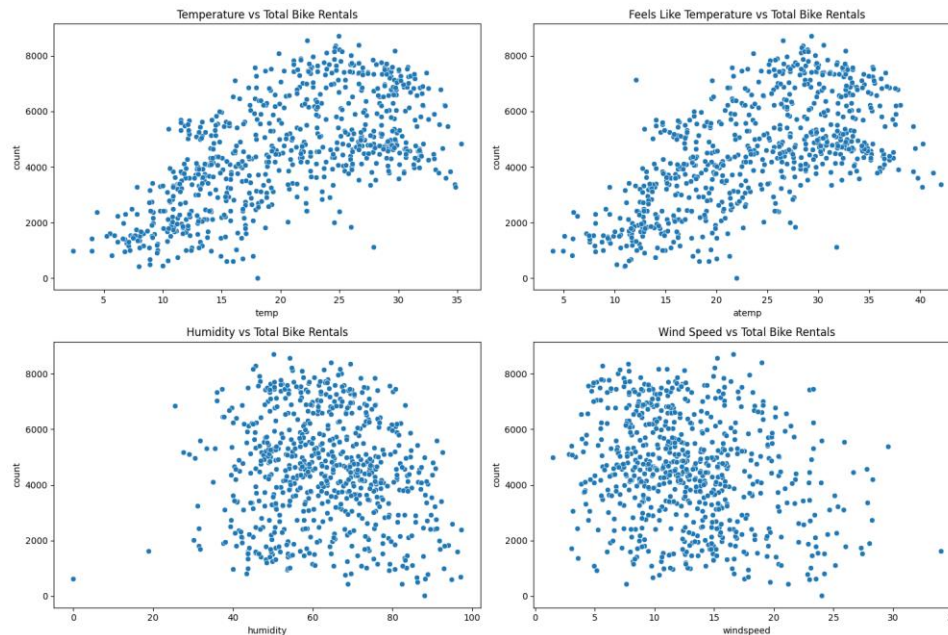 Temperature vs Total Bike Rentals
count
8000
6000
4000
2000
0
5 10 15 20 25 30 35
temp
Feels Like Temperature vs Total Bike Rentals
count
8000
6000
4000
2000
0
5 10 15 20 25 30 35 40
atemp
Humidity vs Total Bike Rentals
count
8000
6000
4000
2000
0
0 20 40 60 80 100
humidity
Wind Speed vs Total Bike Rentals
count
8000
6000
4000
2000
0
0 5 10 15 20 25 30
windspeed